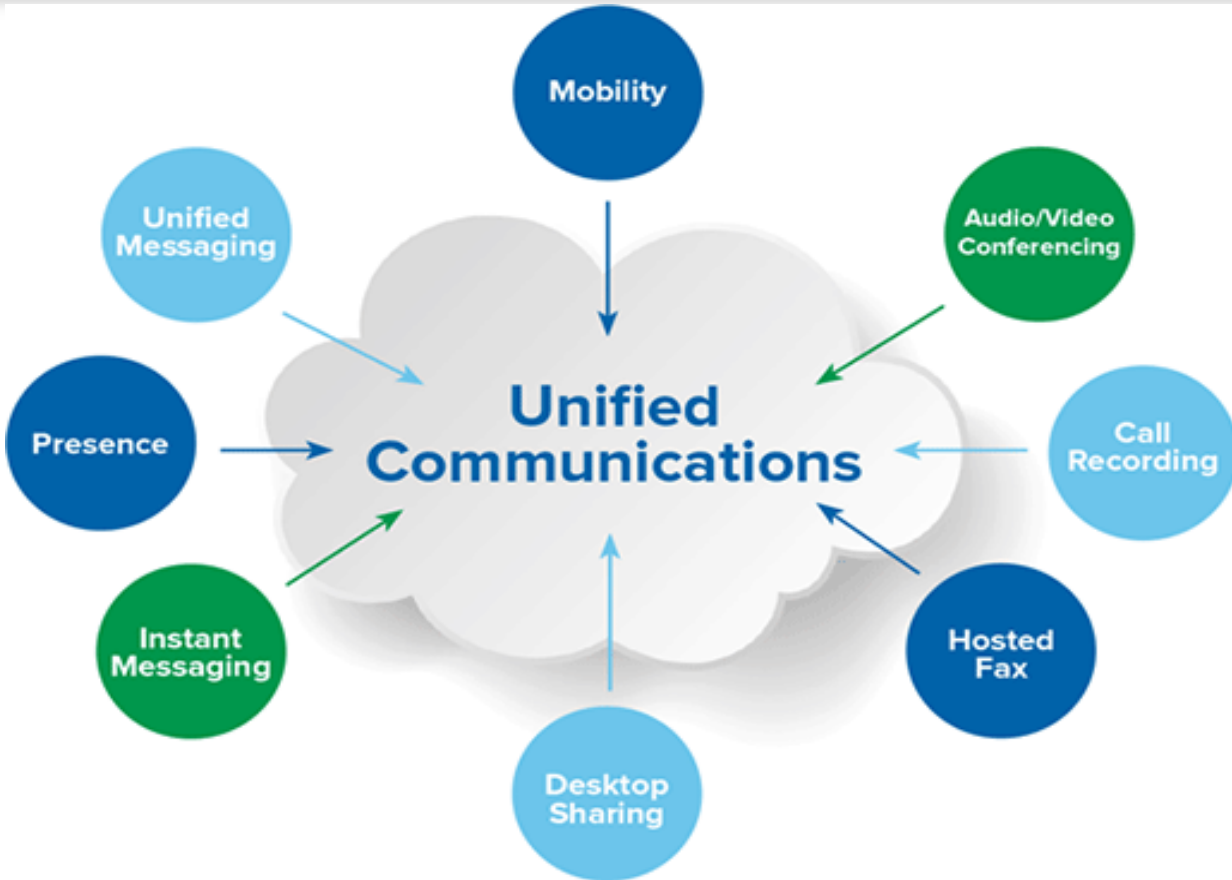 Mobility
Unified
Messaging
Audio/Video
Conferencing
Presence
Unified
Communications
Call
Recording
Instant
Messaging
Hosted
Fax
Desktop
Sharing